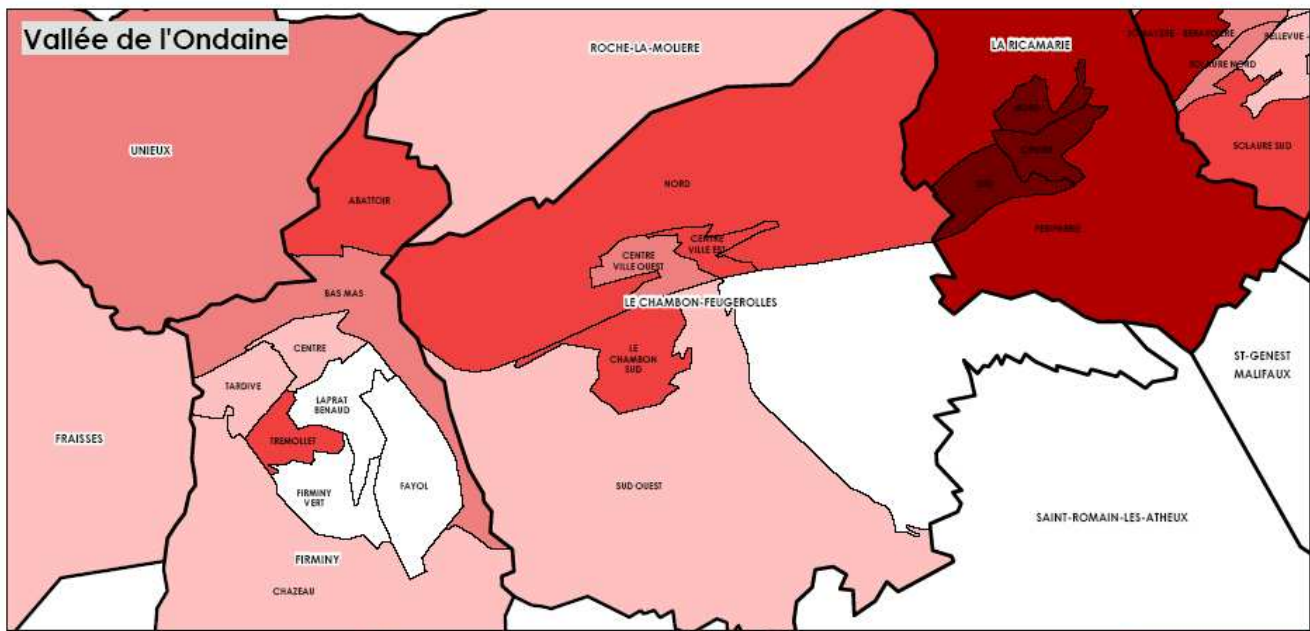 Vallée de l'Ondaine
ROCHE-LA-MOLIERE
LA RICAMARIE
SOLAURE NORD
BELLEVUE -
UNIEUX
SOLAURE SUD
ABATTOIR
NORD
CENTRE
VILLE EST
CENTRE
VILLE OUEST
PERIPHERIE
BAS MAS
LE CHAMBON-FEUGEROLLES
CENTRE
LE
CHAMBON
SUD
ST-GENEST
MALIFAUX
TARDIVE
LAPRAT
BENAUD
FRAISSES
TREMOLLET
FIRMINY
VERT
FAYOL
SUD OUEST
SAINT-ROMAIN-LES-ATHEUX
FIRMINY
CHAZEAU